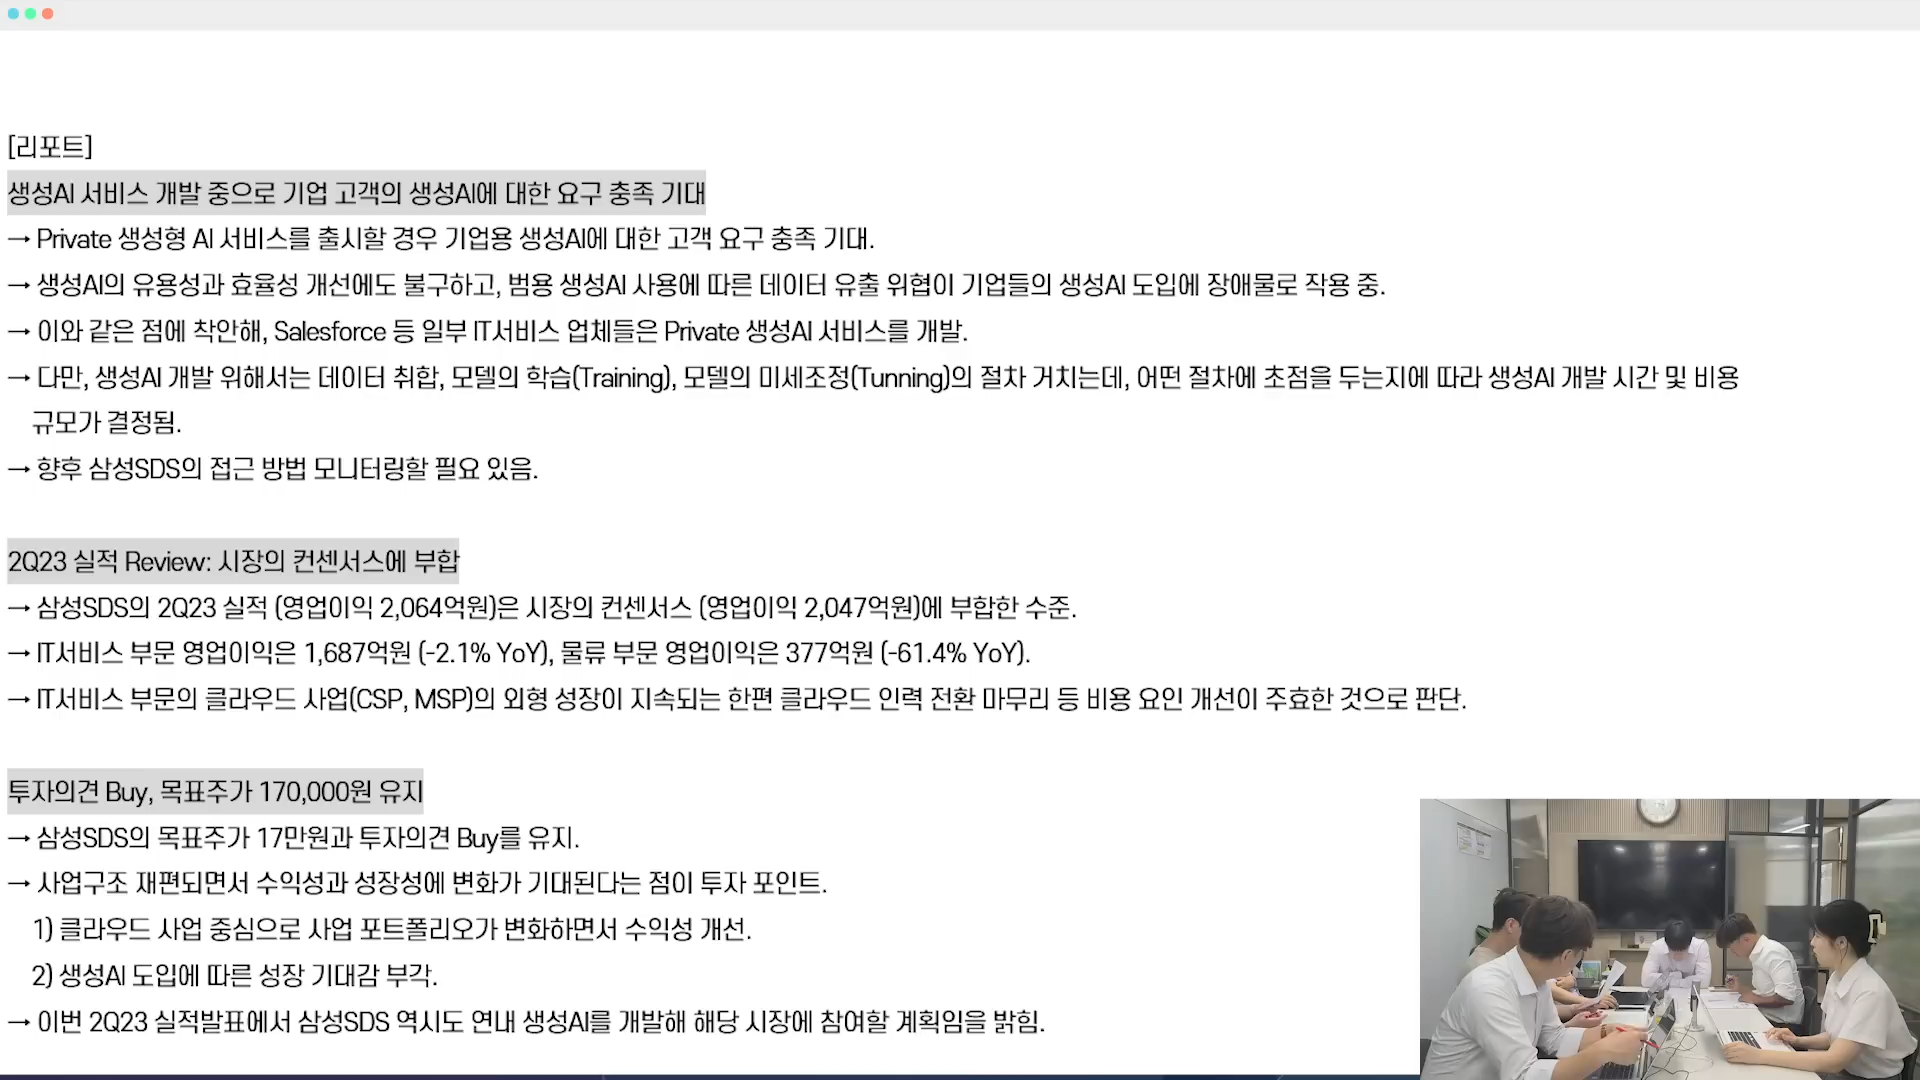 [리포트]
생성AI 서비스 개발 중으로 기업 고객의 생성AI에 대한 요구 충족 기대
→ Private 생성형 AI 서비스를 출시할 경우 기업용 생성AI에 대한 고객 요구 충족 기대.
→ 생성AI의 유용성과 효율성 개선에도 불구하고, 범용 생성AI 사용에 따른 데이터 유출 위협이 기업들의 생성AI 도입에 장애물로 작용 중.
→ 이와 같은 점에 착안해, Salesforce 등 일부 IT서비스 업체들은 Private 생성AI 서비스를 개발.
→ 다만, 생성AI 개발 위해서는 데이터 취합, 모델의 학습(Training), 모델의 미세조정(Tunning)의 절차 거치는데, 어떤 절차에 초점을 두는지에 따라 생성AI 개발 시간 및 비용
규모가 결정됨.
→ 향후 삼성SDS의 접근 방법 모니터링할 필요 있음.
2Q23 실적 Review: 시장의 컨센서스에 부합
→ 삼성SDS의 2Q23 실적 (영업이익 2,064억원)은 시장의 컨센서스 (영업이익 2,047억원)에 부합한 수준.
→ IT서비스 부문 영업이익은 1,687억원 (-2.1% YoY), 물류 부문 영업이익은 377억원 (-61.4% YoY).
→ IT서비스 부문의 클라우드 사업(CSP, MSP)의 외형 성장이 지속되는 한편 클라우드 인력 전환 마무리 등 비용 요인 개선이 주효한 것으로 판단.
투자의견 Buy, 목표주가 170,000원 유지
→ 삼성SDS의 목표주가 17만원과 투자의견 Buy를 유지.
→ 사업구조 재편되면서 수익성과 성장성에 변화가 기대된다는 점이 투자 포인트.
1) 클라우드 사업 중심으로 사업 포트폴리오가 변화하면서 수익성 개선.
2) 생성AI 도입에 따른 성장 기대감 부각.
→ 이번 2Q23 실적발표에서 삼성SDS 역시도 연내 생성AI를 개발해 해당 시장에 참여할 계획임을 밝힘.